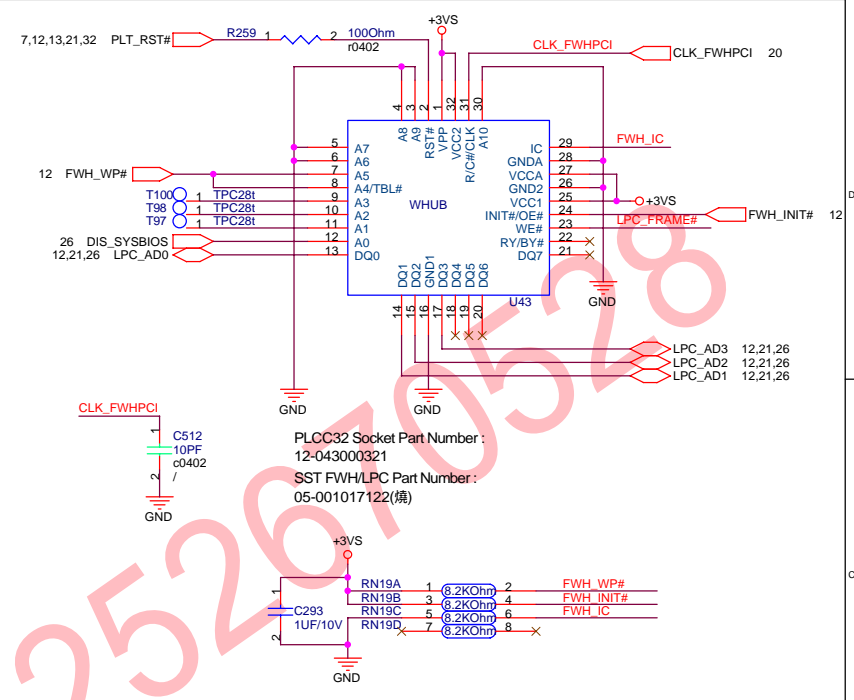 +3VS
7,12,13,21,32 PLT_RST# R259 1 2 100Ohm
r0402
CLK_FWHPCI
CLK_FWHPCI 20
4 3 2 1 32 31 30
A8 A9 RST# VPP VCC2 R/C#/CLK A10
5 A7
6 A6
12 FWH_WP# 7 A5
8 A4/TBL#
T100 1 TPC28t 9 A3
T98 1 TPC28t 10 A2
T97 1 TPC28t 11 A1
26 DIS_SYSBIOS 12 A0
12,21,26 LPC_AD0 13 DQ0
WHUB
IC 29 FWH_IC
GNDA 28
VCCA 27
GND2 26
VCC1 25 +3VS
INIT#/OE# 24 FWH_INIT# 12
WE# 23 LPC_FRAME#
RY/BY# 22
DQ7 21
DQ1 DQ2 GND1 DQ3 DQ4 DQ5 DQ6
14 15 16 17 18 19 20
U43
GND
LPC_AD3 12,21,26
LPC_AD2 12,21,26
LPC_AD1 12,21,26
GND
GND
CLK_FWHPCI
1
C512
10PF
c0402
2 /
GND
PLCC32 Socket Part Number :
12-043000321
SST FWH/LPC Part Number :
05-001017122(燒)
+3VS
RN19A 1 8.2KOhm 2 FWH_WP#
RN19B 3 8.2KOhm 4 FWH_INIT#
RN19C 5 8.2KOhm 6 FWH_IC
RN19D 7 8.2KOhm 8
1
C293
1UF/10V
2
GND
D
C
2525670528